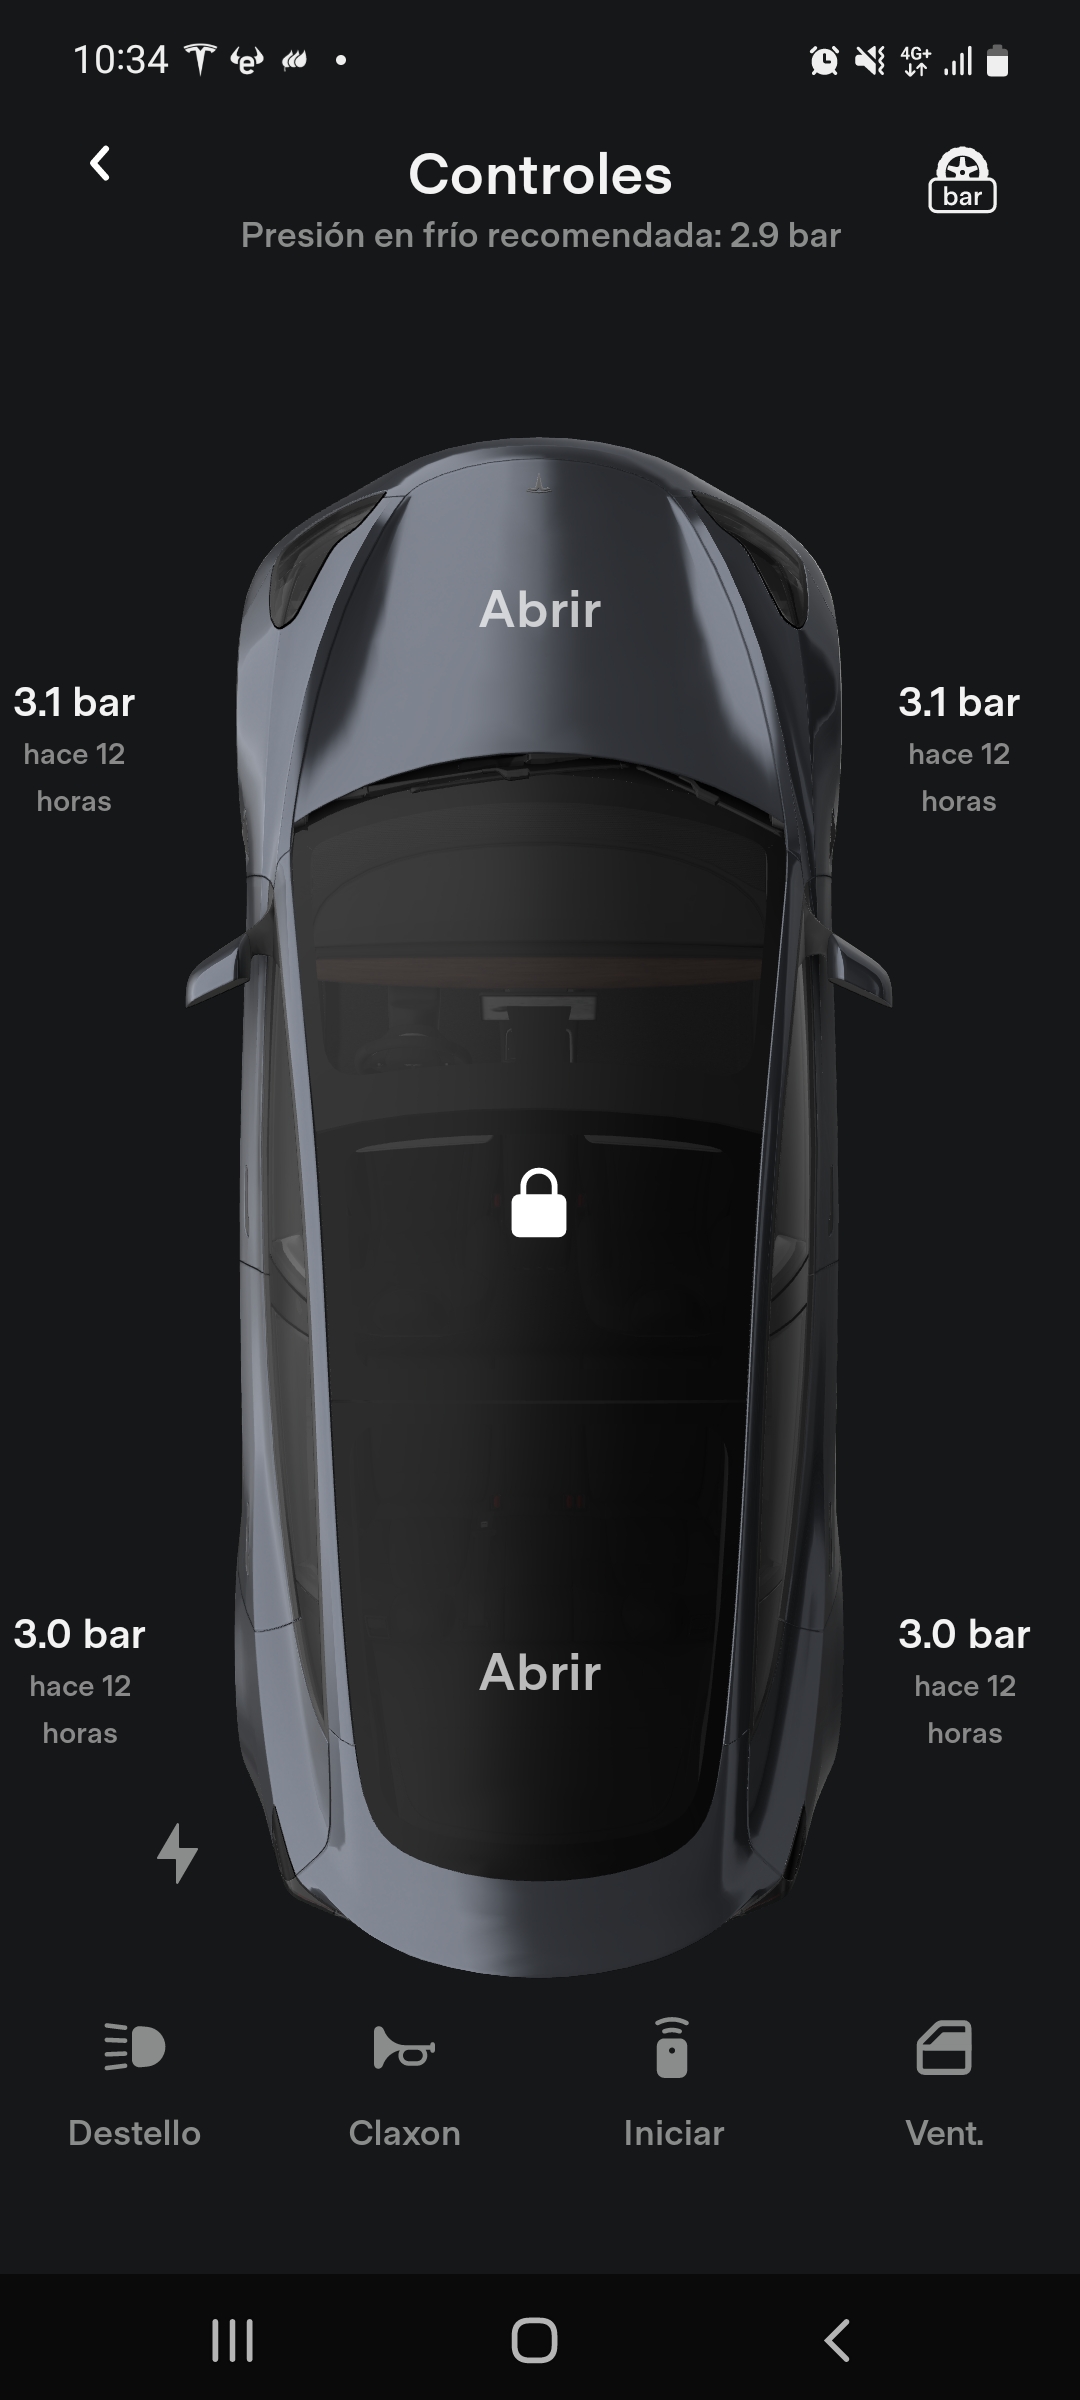 10:34
4G+
Controles
bar
Presión en frío recomendada: 2.9 bar
Abrir
3.1 bar
hace 12
horas
3.1 bar
hace 12
horas
3.0 bar
hace 12
horas
Abrir
3.0 bar
hace 12
horas
Destello
Claxon
Iniciar
Vent.